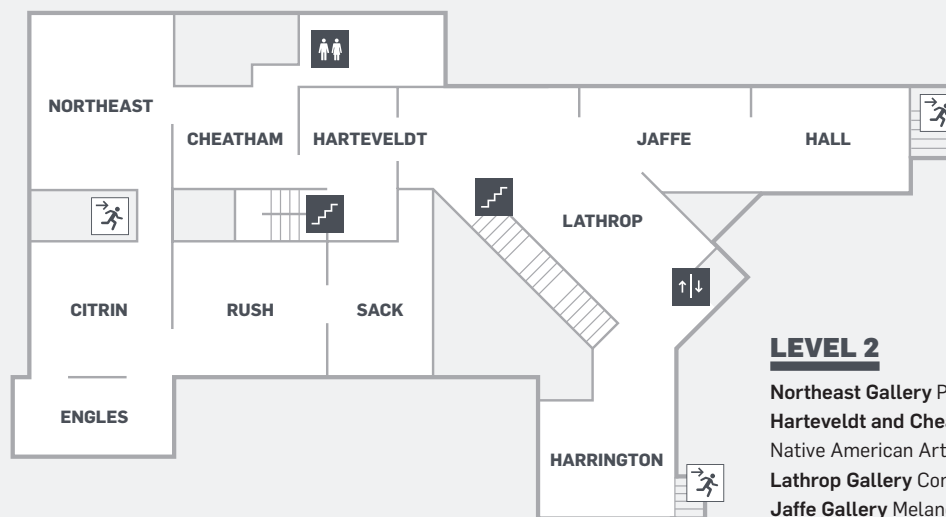 NORTHEAST
CHEATHAM
HARTEVELDT
JAFFE
HALL
LATHROP
CITRIN
RUSH
SACK
ENGLES
HARRINGTON
LEVEL 2
Northeast Gallery P
Harteveldt and Chea
Native American Art
Lathrop Gallery Con
Jaffe Gallery Melan